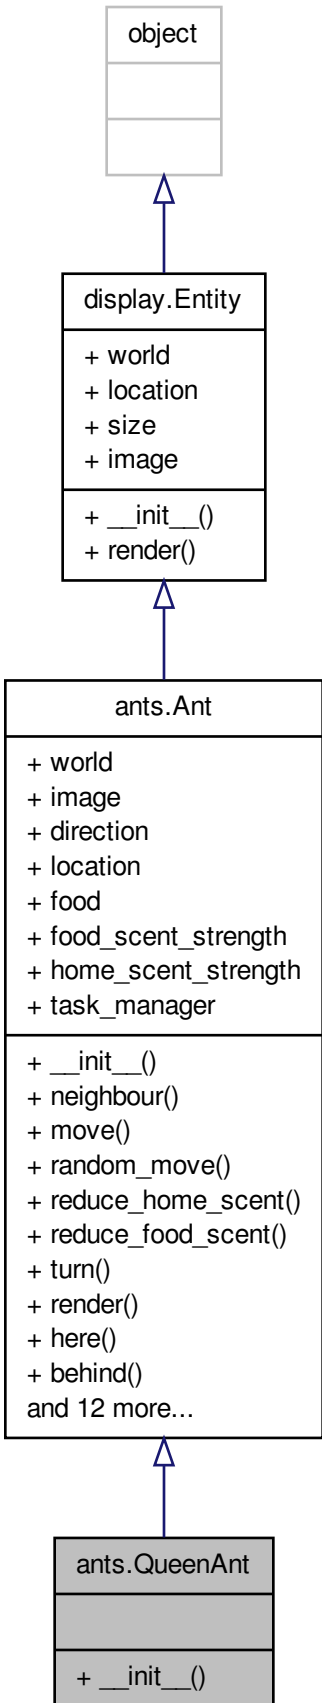 object
display.Entity
+ world
+ location
+ size
+ image
+ __init__()
+ render()
ants.Ant
+ world
+ image
+ direction
+ location
+ food
+ food_scent_strength
+ home_scent_strength
+ task_manager
+ __init__()
+ neighbour()
+ move()
+ random_move()
+ reduce_home_scent()
+ reduce_food_scent()
+ turn()
+ render()
+ here()
+ behind()
and 12 more...
ants.QueenAnt
+ __init__()